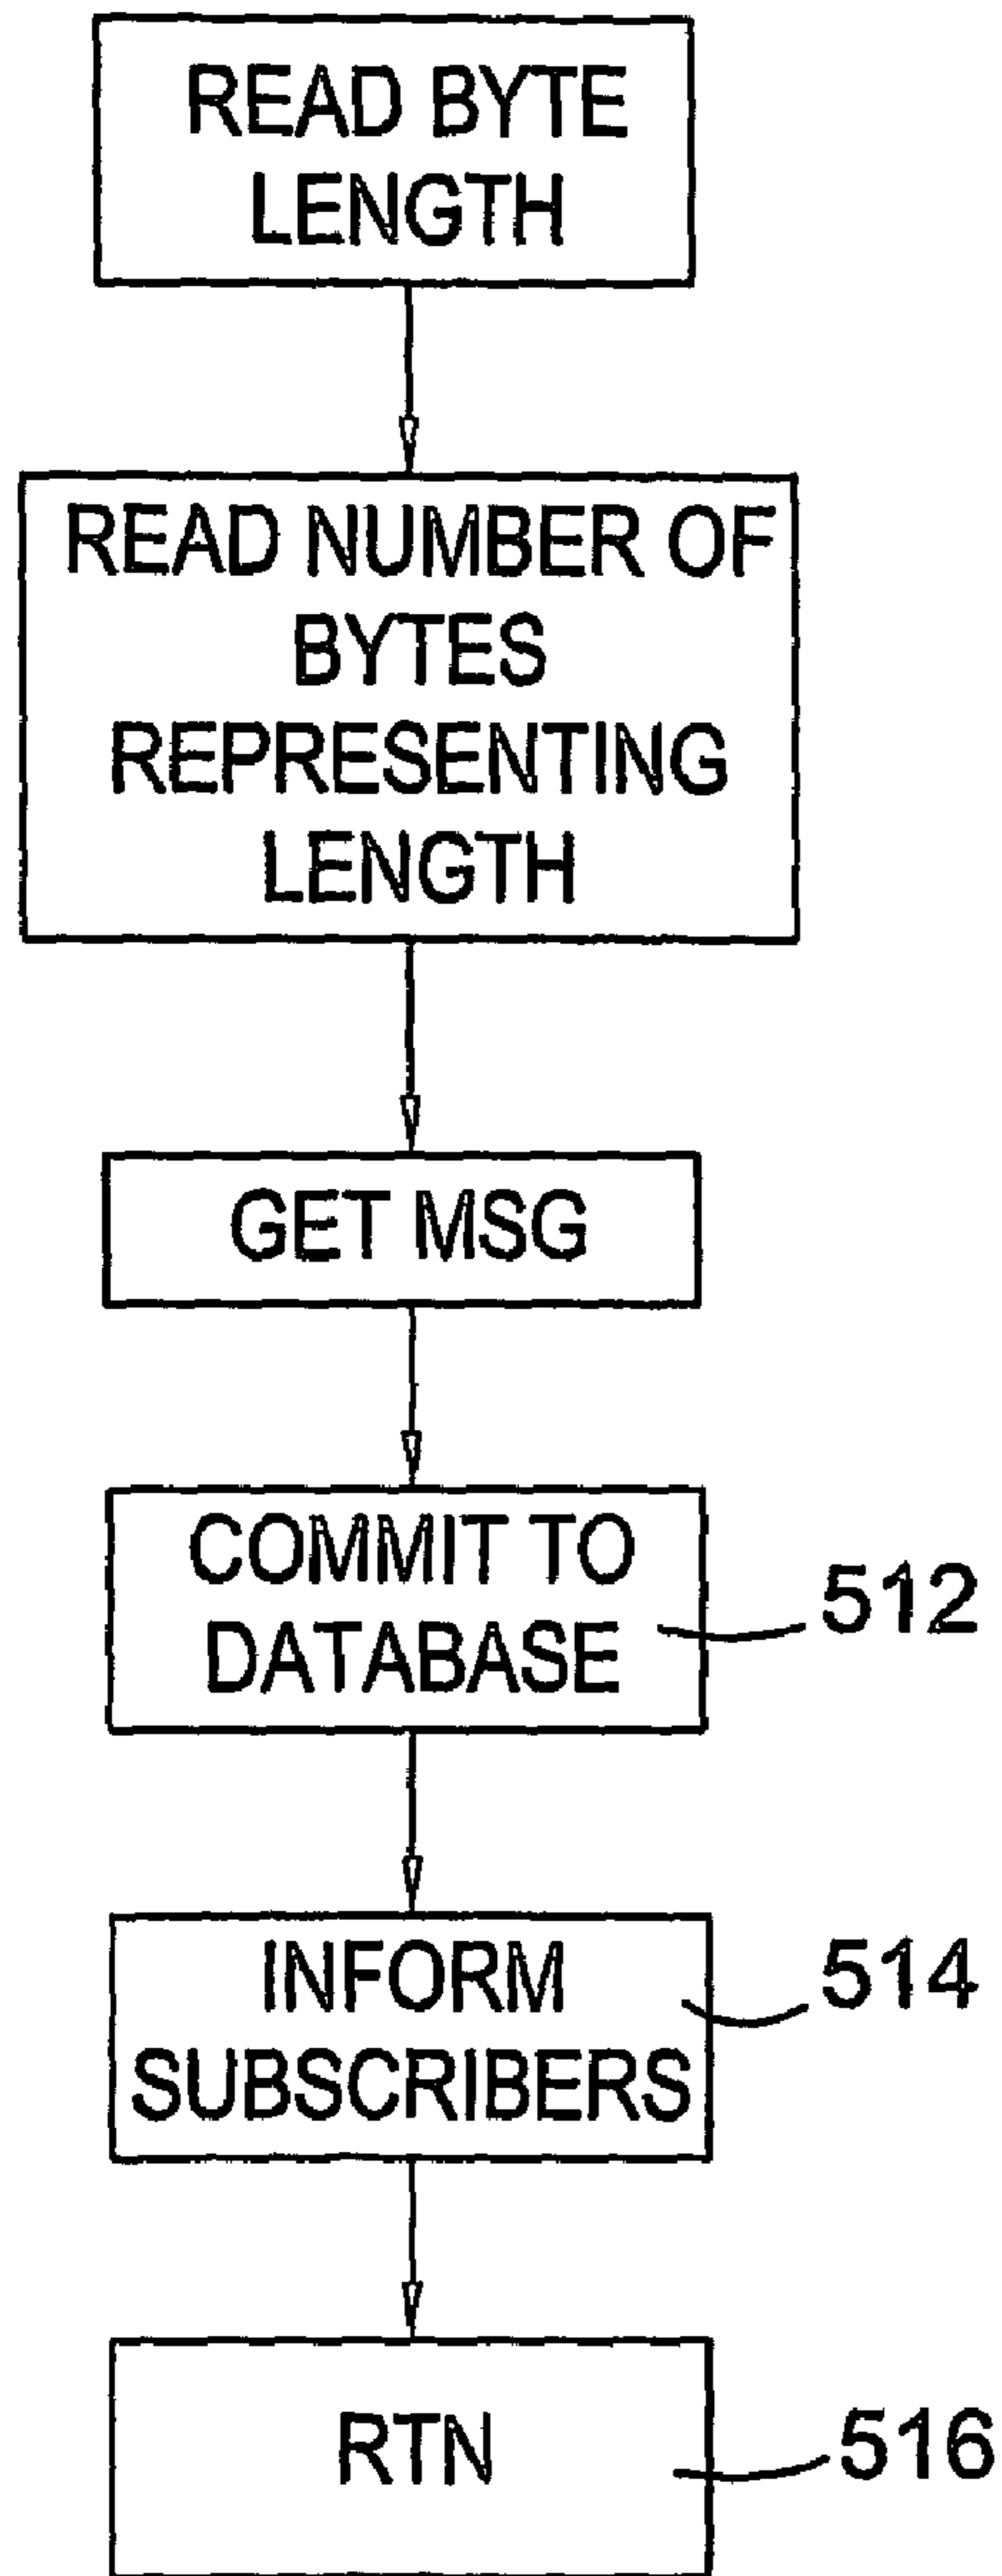 READ BYTE
LENGTH
READ NUMBER OF
BYTES
REPRESENTING
LENGTH
GET MSG
COMMIT TO
DATABASE
512
INFORM
SUBSCRIBERS
514
RTN
516